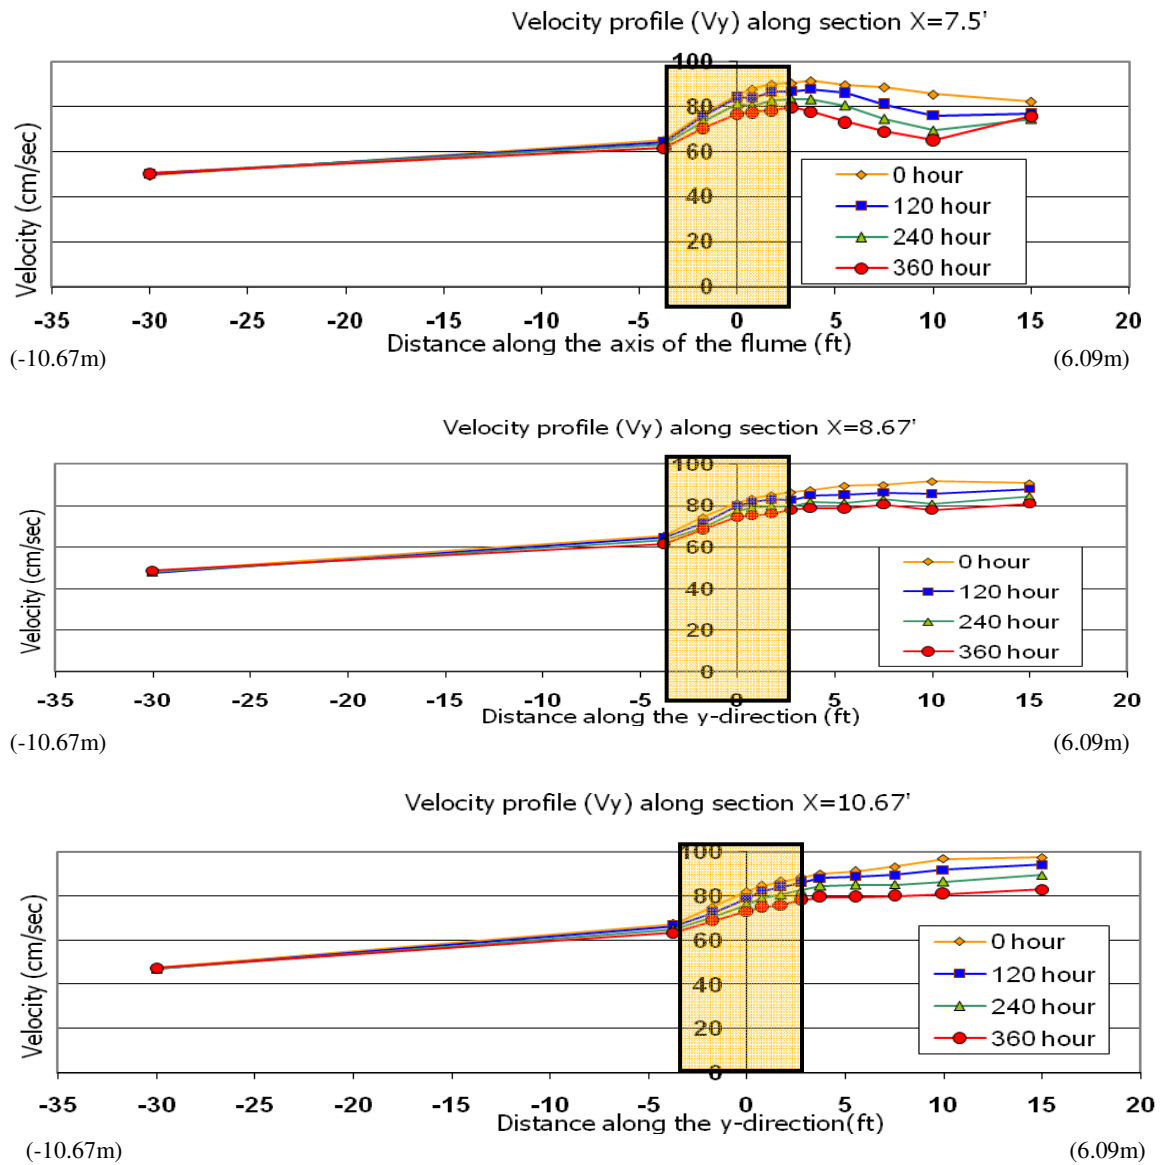 Velocity profile (Vy) along section X=7.5'
Velocity (cm/sec)
100
80
60
40
20
0
0 hour
120 hour
240 hour
360 hour
-35 -30 -25 -20 -15 -10 -5 0 5 10 15 20
Distance along the axis of the flume (ft)
(-10.67m) (6.09m)
Velocity profile (Vy) along section X=8.67'
Velocity (cm/sec)
100
80
60
40
20
0
0 hour
120 hour
240 hour
360 hour
-35 -30 -25 -20 -15 -10 -5 0 5 10 15 20
Distance along the y-direction (ft)
(-10.67m) (6.09m)
Velocity profile (Vy) along section X=10.67'
Velocity (cm/sec)
100
80
60
40
20
0
0 hour
120 hour
240 hour
360 hour
-35 -30 -25 -20 -15 -10 -5 0 5 10 15 20
Distance along the y-direction(ft)
(-10.67m) (6.09m)